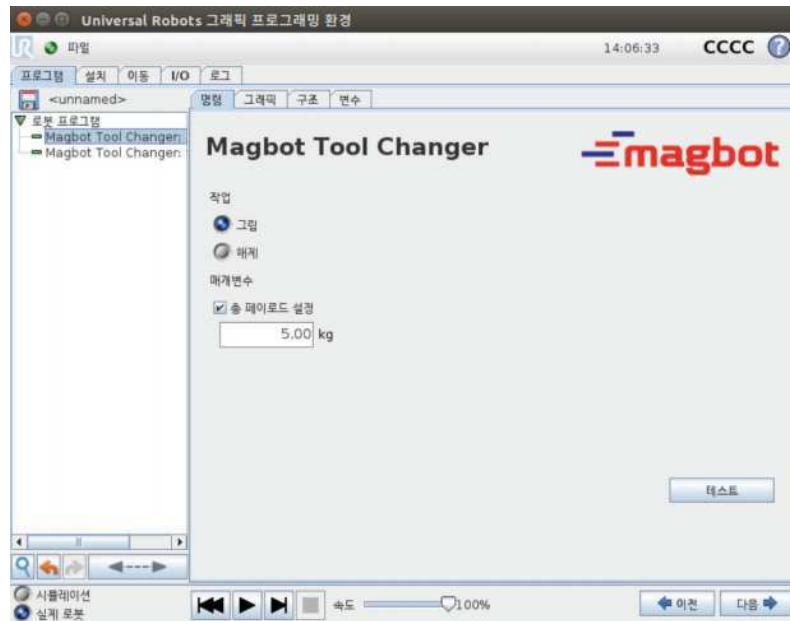 Universal Robots 그래픽 프로그래밍 환경
파일
14:06:33
CCCC
?
프로그램 설치 이동 I/O 로그
<unnamed>
명령 그래픽 구조 변수
로봇 프로그램
Magbot Tool Changer:
Magbot Tool Changer:
Magbot Tool Changer
magbot
작업
그립
해제
매개변수
총 페이로드 설정
5.00 kg
테스트
시뮬레이션
실제 로봇
속도 100%
이전
다음